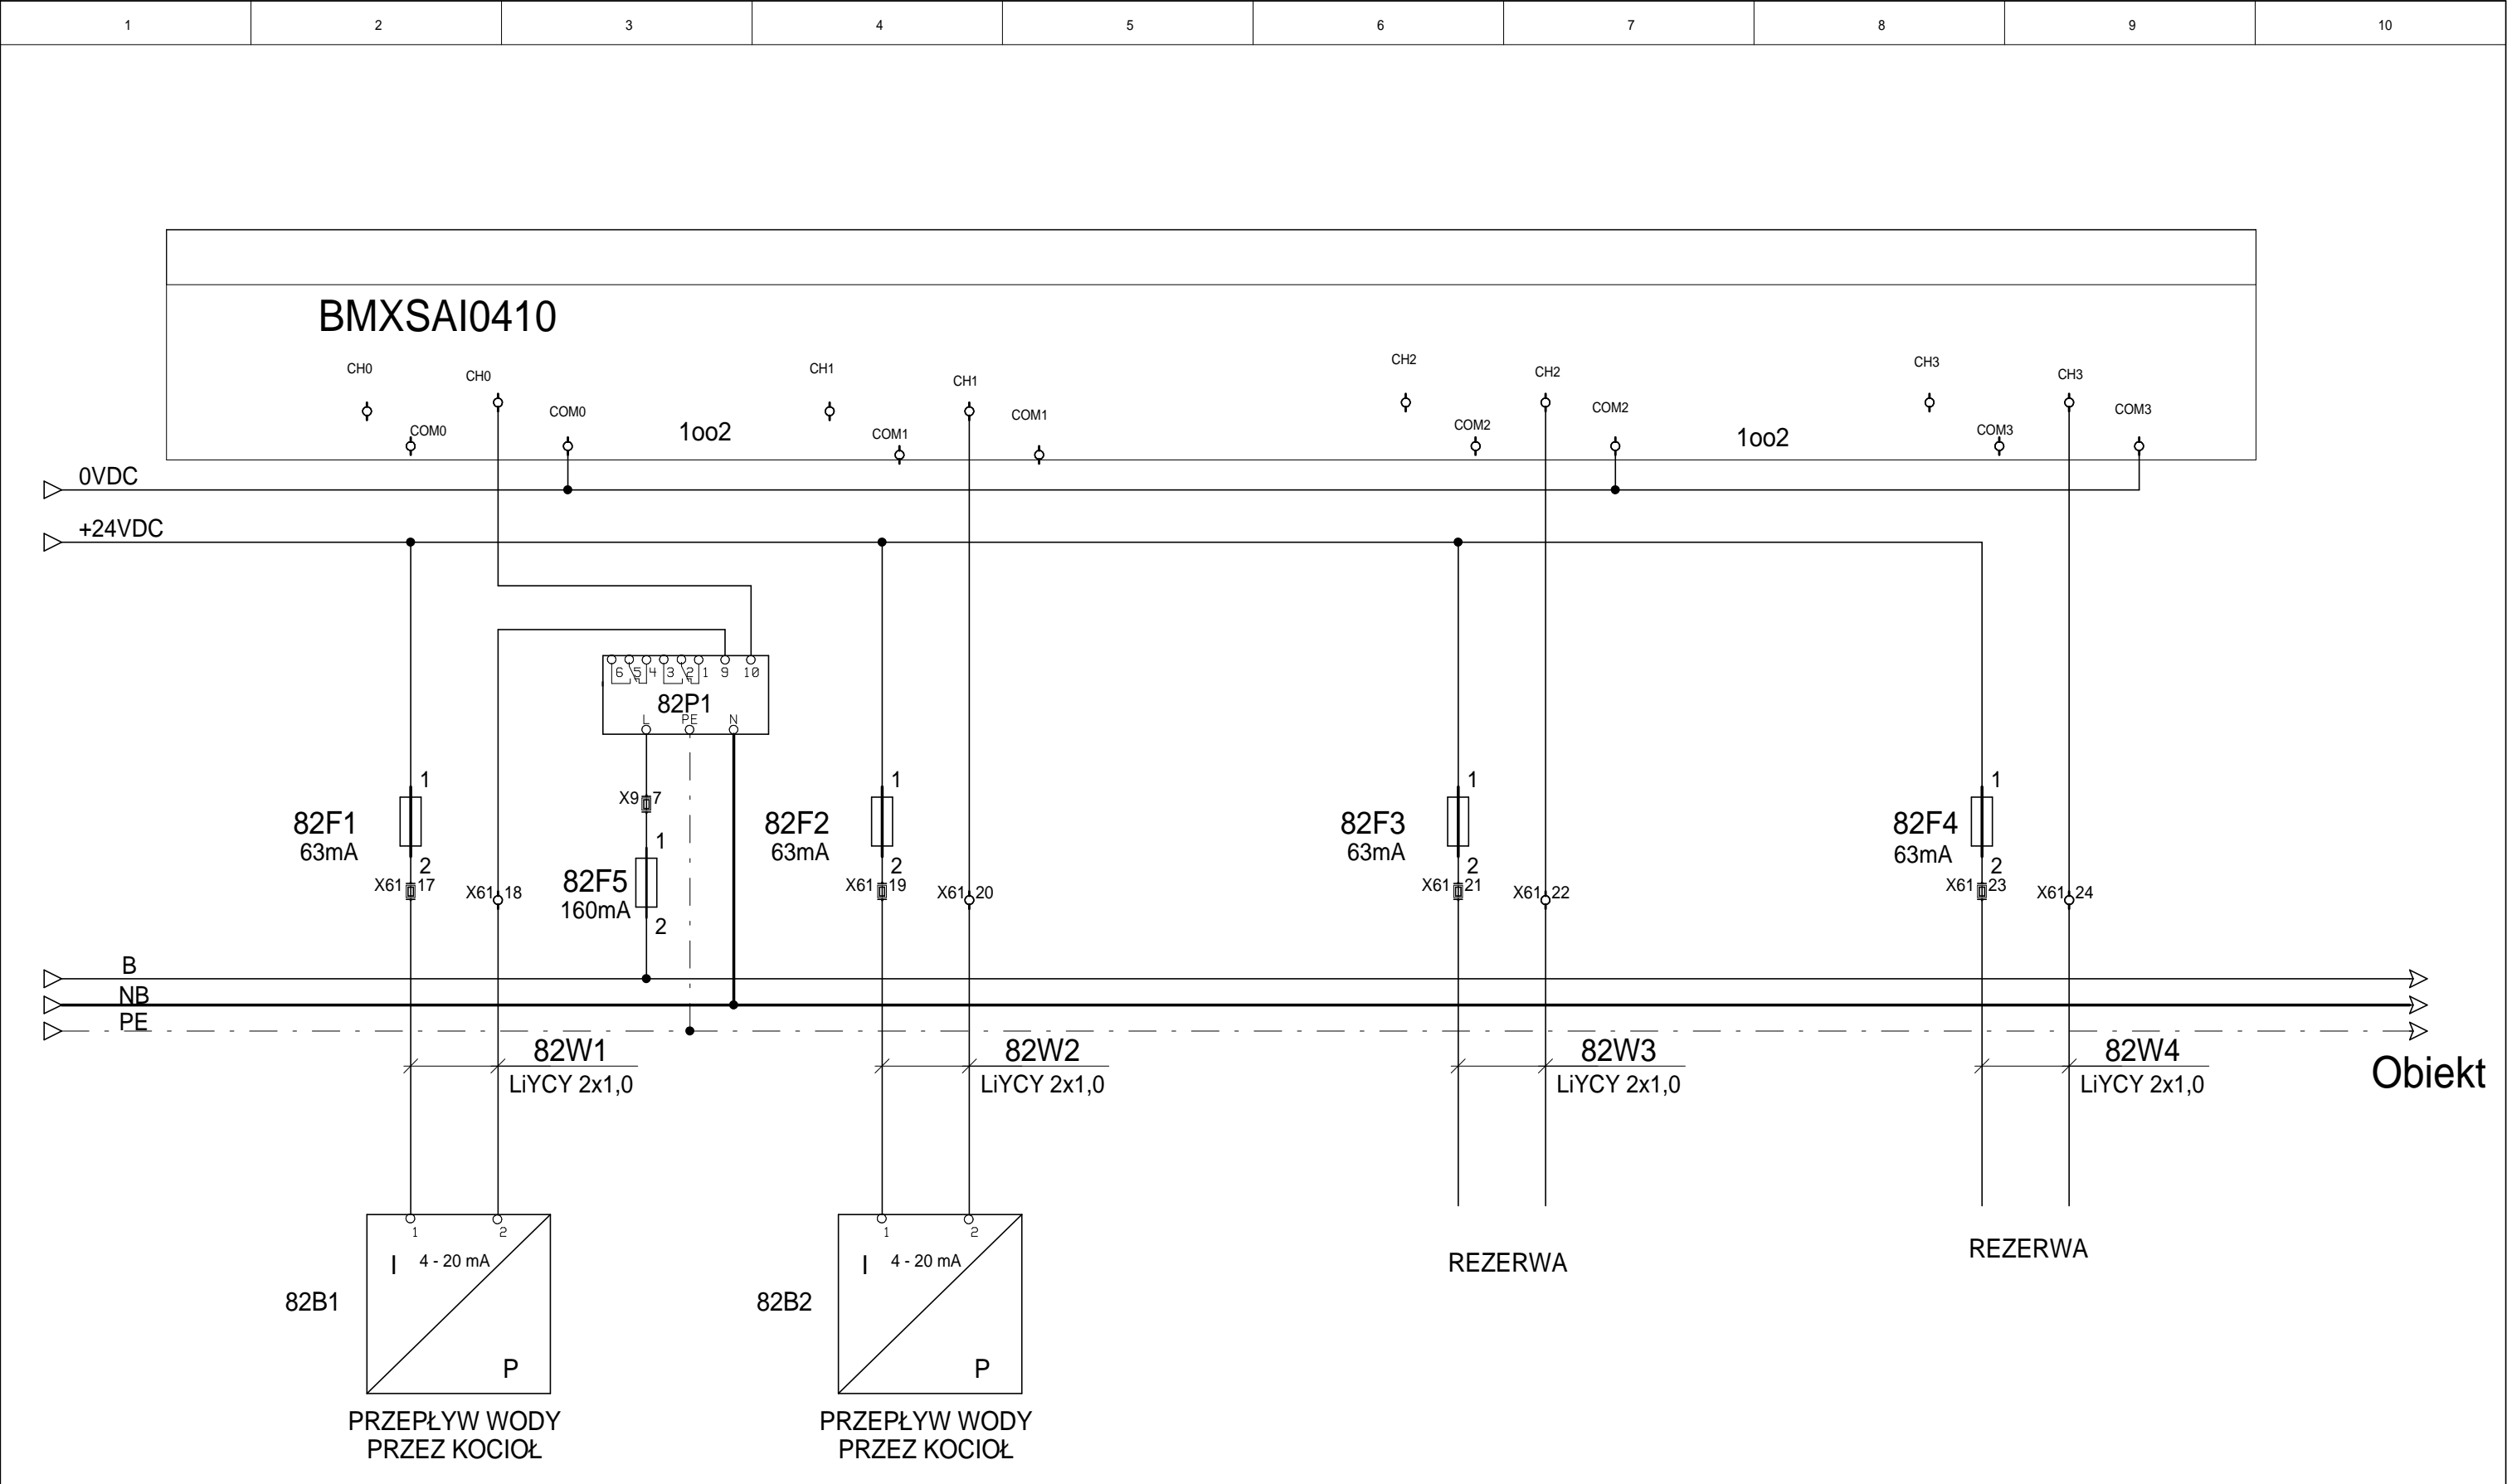 1 2 3 4 5 6 7 8 9 10
BMXSAI0410
CH0 CH0 CH1 CH1 CH2 CH2 CH3 CH3
COM0 COM0 COM1 COM1 COM2 COM2 COM3 COM3
1oo2 1oo2
0VDC
+24VDC
6 5 4 3 2 1 9 10
82P1
L PE N
1 1 1 1
X9 7
82F1 82F2 82F3 82F4
63mA 63mA 63mA 63mA
1
2 2 2 2
82F5
160mA
2
X61 17 X61 18 X61 19 X61 20 X61 21 X61 22 X61 23 X61 24
B
NB
PE
82W1 82W2 82W3 82W4
LiYCY 2x1,0 LiYCY 2x1,0 LiYCY 2x1,0 LiYCY 2x1,0
Obiekt
1 2 1 2
I 4 - 20 mA I 4 - 20 mA
REZERWA REZERWA
82B1 82B2
P P
PRZEPŁYW WODY PRZEPŁYW WODY
PRZEZ KOCIOŁ PRZEZ KOCIOŁ